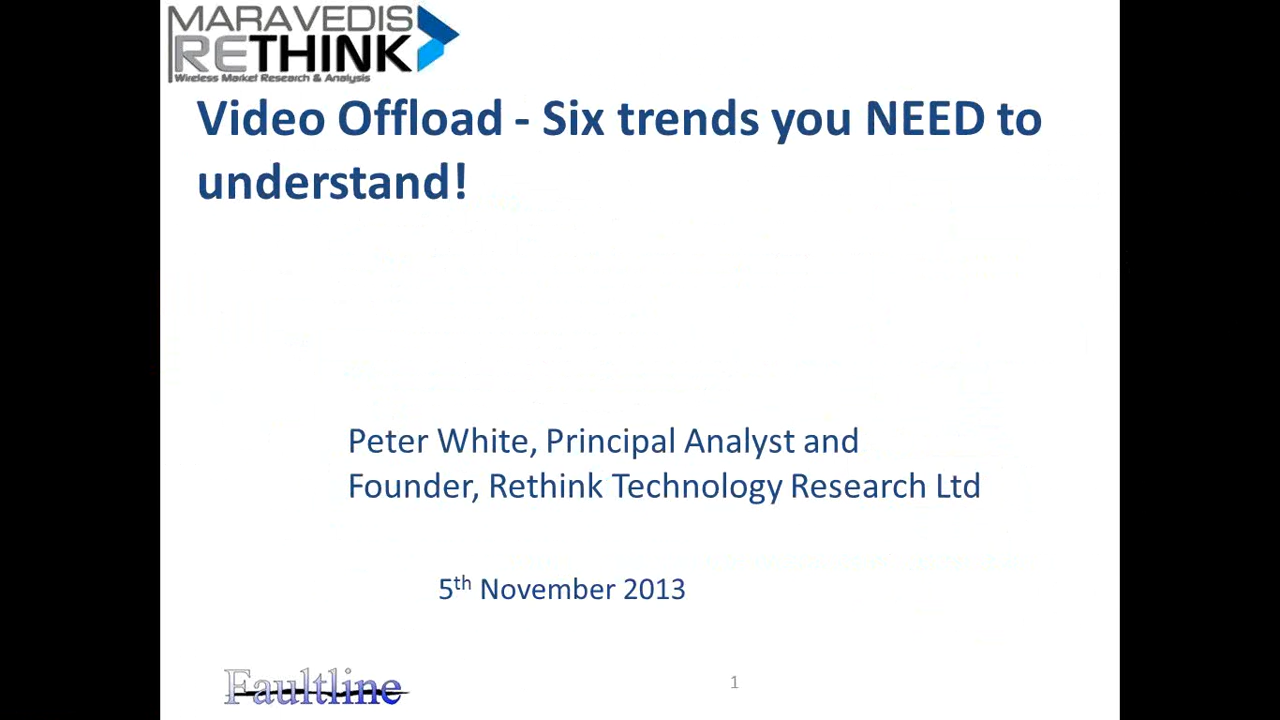 MARAVEDIS
RETHINK
Wireless Market Research & Analysis
Video Offload - Six trends you NEED to
understand!
Peter White, Principal Analyst and
Founder, Rethink Technology Research Ltd
5th November 2013
Faultline
1